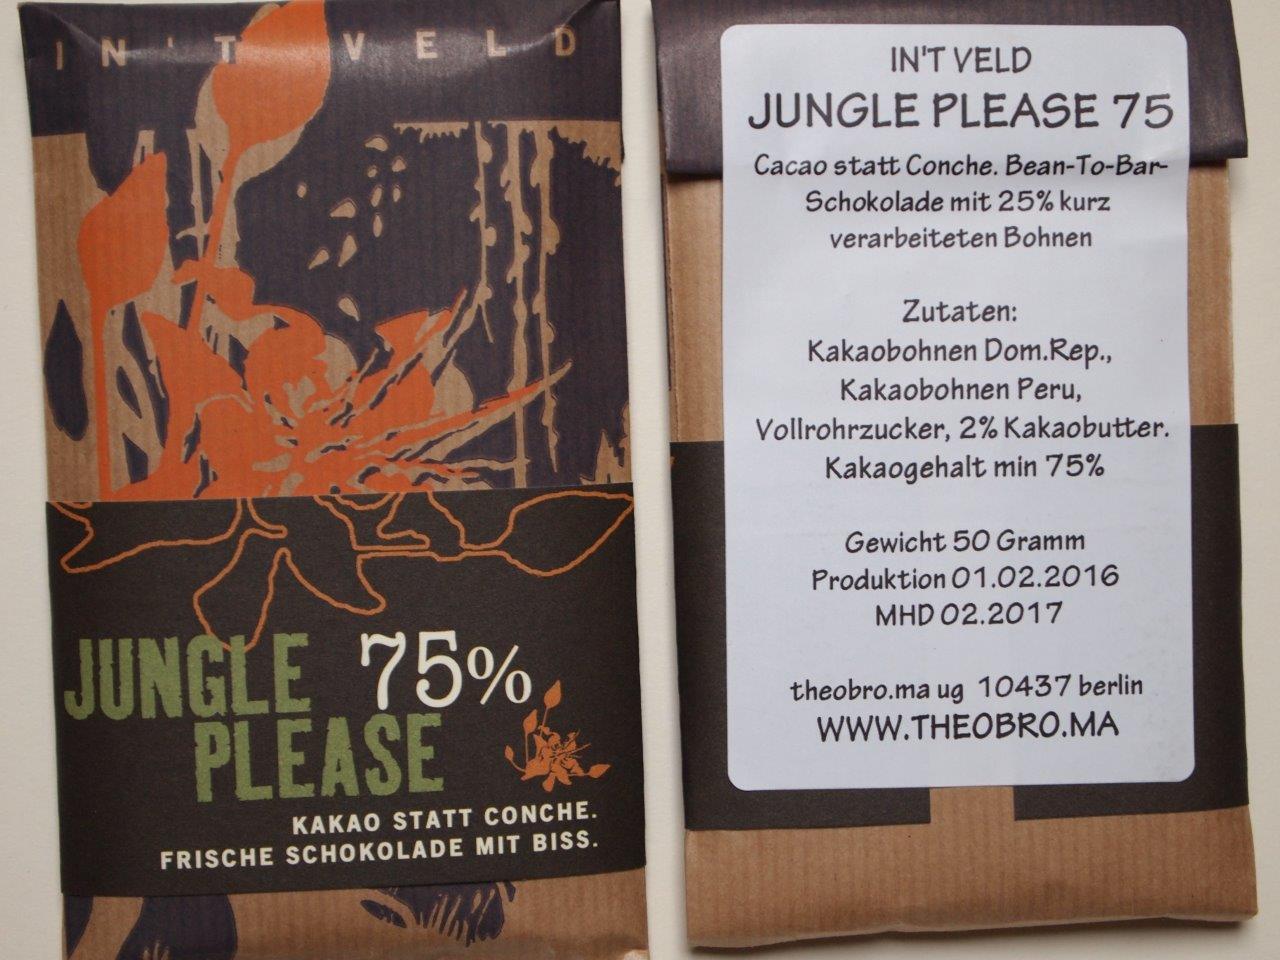 IN'T VELD
JUNGLE 75%
PLEASE
KAKAO STATT CONCHE.
FRISCHE SCHOKOLADE MIT BISS.
IN'T VELD
JUNGLE PLEASE 75
Cacao statt Conche. Bean-To-Bar-
Schokolade mit 25% kurz
verarbeiteten Bohnen
Zutaten:
Kakaobohnen Dom.Rep.,
Kakaobohnen Peru,
Vollrohrzucker, 2% Kakaobutter.
Kakaogehalt min 75%
Gewicht 50 Gramm
Produktion 01.02.2016
MHD 02.2017
theobro.ma ug 10437 berlin
WWW.THEOBRO.MA